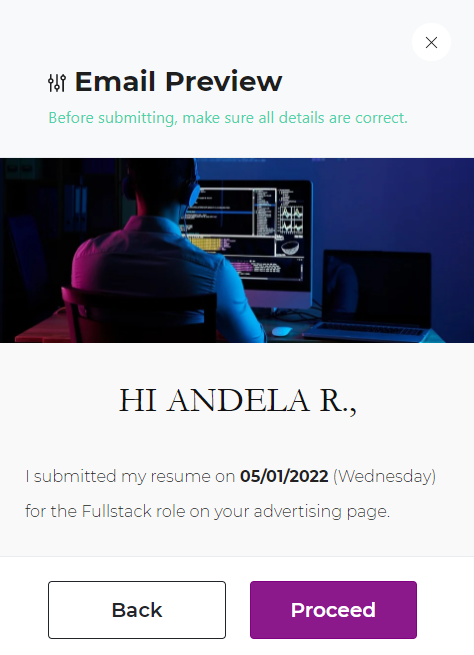 Email Preview
Before submitting, make sure all details are correct.
HI ANDELA R.,
I submitted my resume on 05/01/2022 (Wednesday)
for the Fullstack role on your advertising page.
Back
Proceed